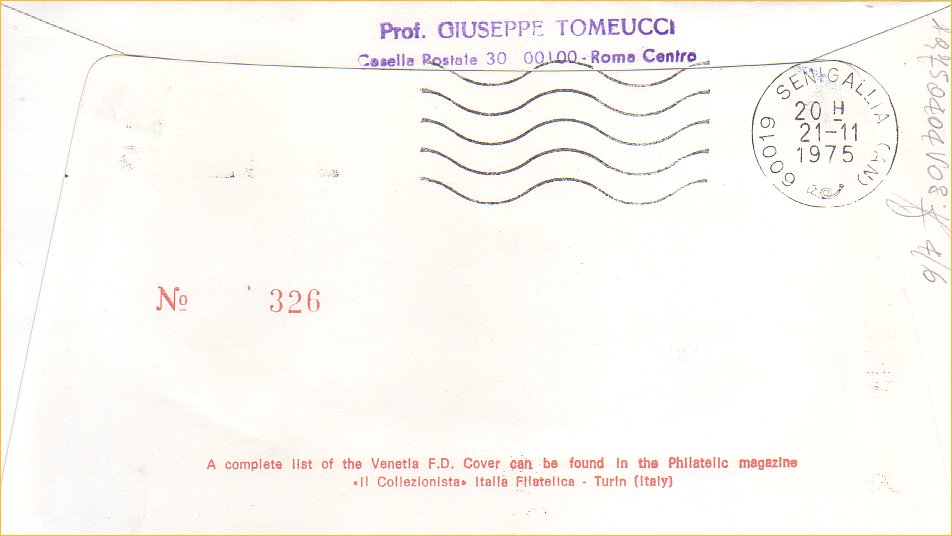 Prof. GIUSEPPE TOMEUCCI
Casella Postale 30 00100 - Roma Centro
60019 SENIGALLIA (AN)
20 H
21-11
1975
No 326
A complete list of the Venetia F.D. Cover can be found in the Philatelic magazine
«Il Collezionista» Italia Filatelica - Turin (Italy)